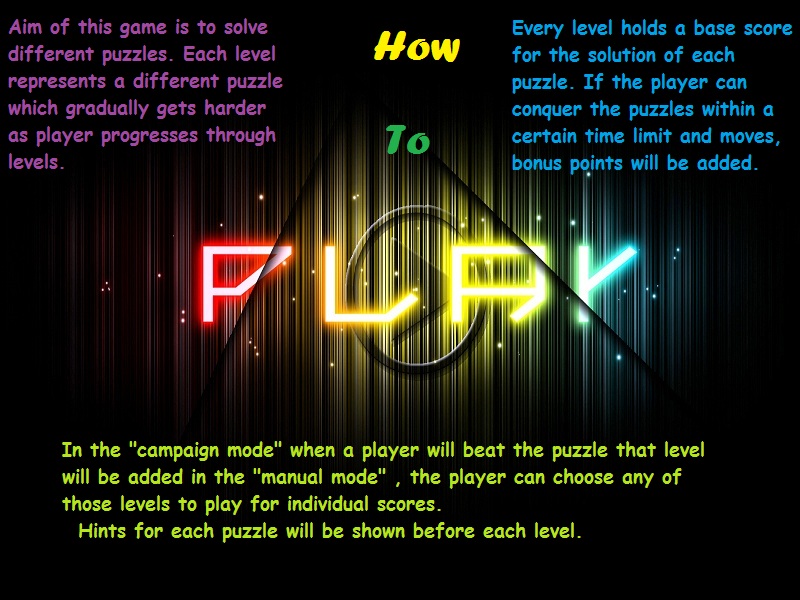 Aim of this game is to solve
different puzzles. Each level
represents a different puzzle
which gradually gets harder
as player progresses through
levels.
How
To
PLAY
Every level holds a base score
for the solution of each
puzzle. If the player can
conquer the puzzles within a
certain time limit and moves,
bonus points will be added.
In the "campaign mode" when a player will beat the puzzle that level
will be added in the "manual mode" , the player can choose any of
those levels to play for individual scores.
Hints for each puzzle will be shown before each level.